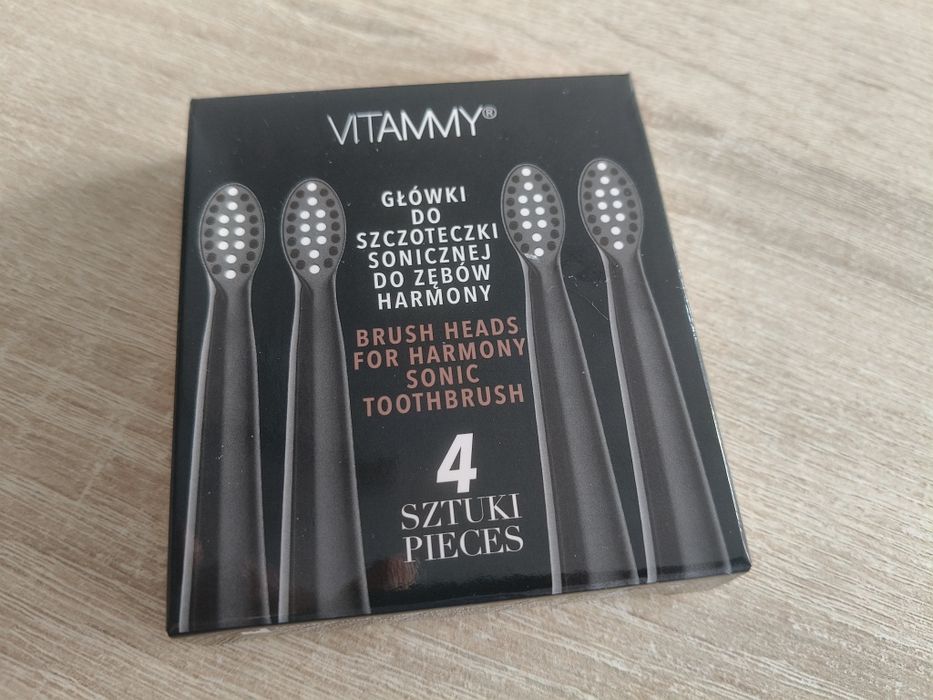 VITAMMY®
GŁÓWKI
DO
SZCZOTECZKI
SONICZNEJ
DO ZĘBÓW
HARMONY
BRUSH HEADS
FOR HARMONY
SONIC
TOOTHBRUSH
4
SZTUKI
PIECES